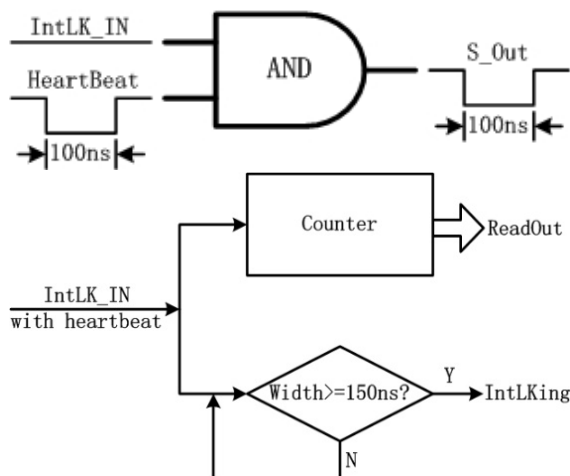 IntLK_IN
HeartBeat
100ns
AND
S_Out
100ns
Counter
ReadOut
IntLK_IN
with heartbeat
Width>=150ns?
Y
IntLKing
N